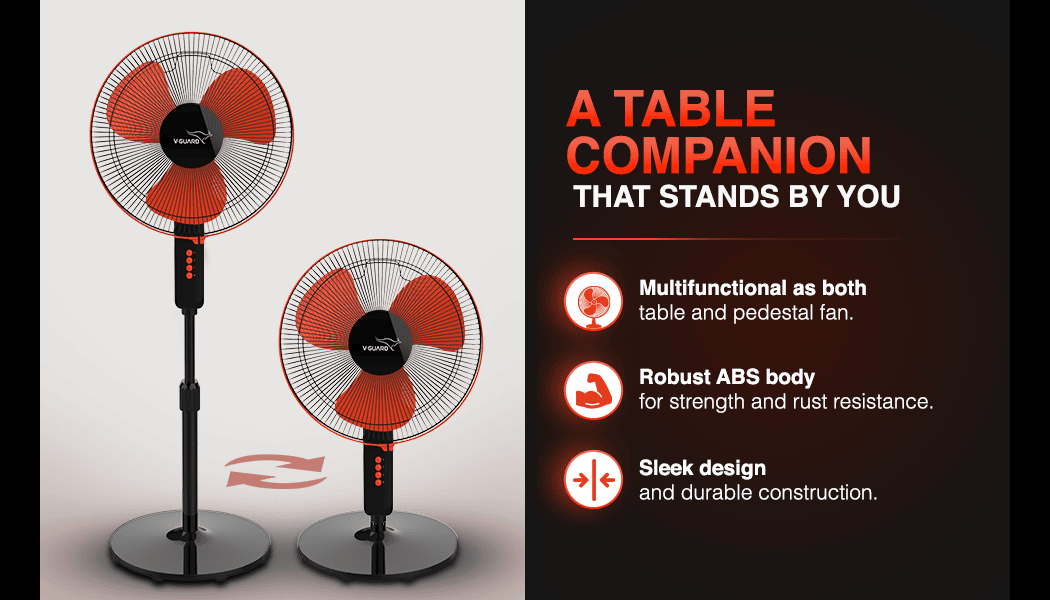 V-GUARD
V-GUARD
A TABLE
COMPANION
THAT STANDS BY YOU
Multifunctional as both
table and pedestal fan.
Robust ABS body
for strength and rust resistance.
Sleek design
and durable construction.